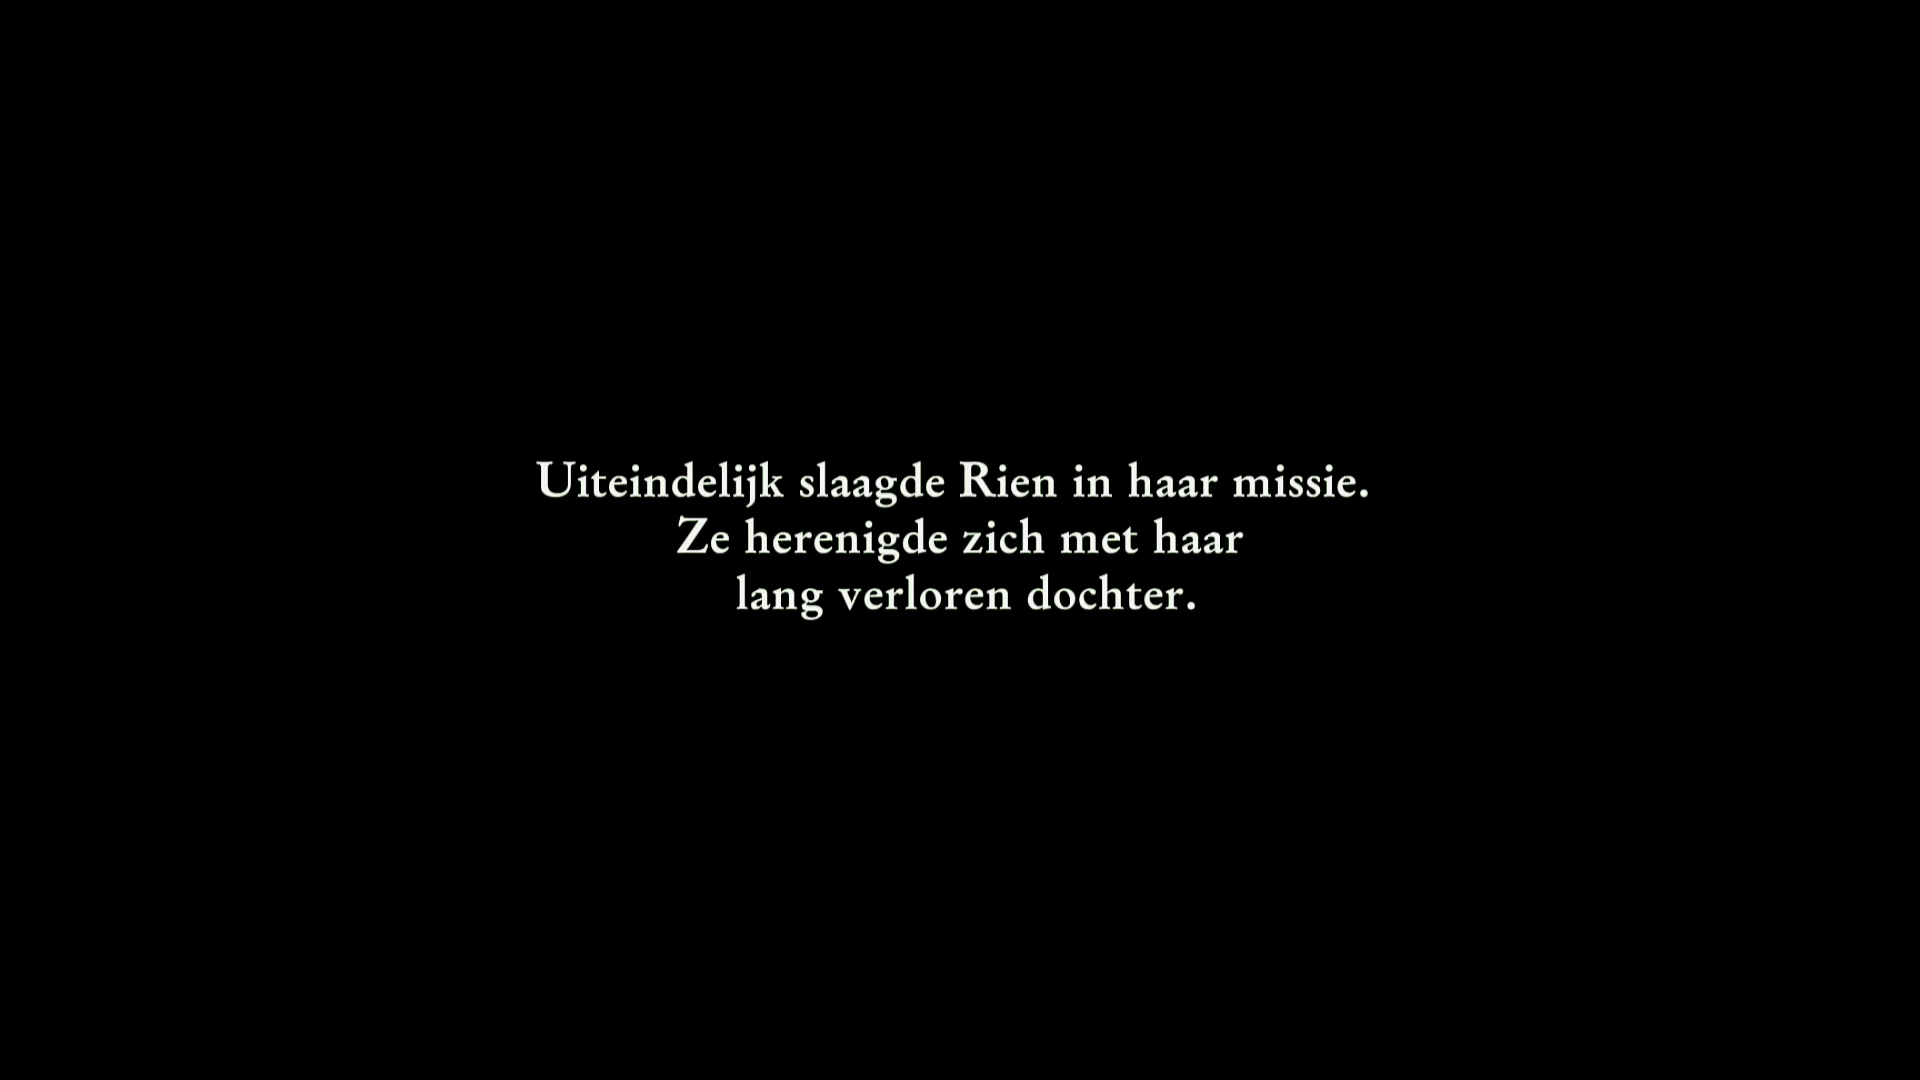 Uiteindelijk slaagde Rien in haar missie.
Ze herenigde zich met haar
lang verloren dochter.